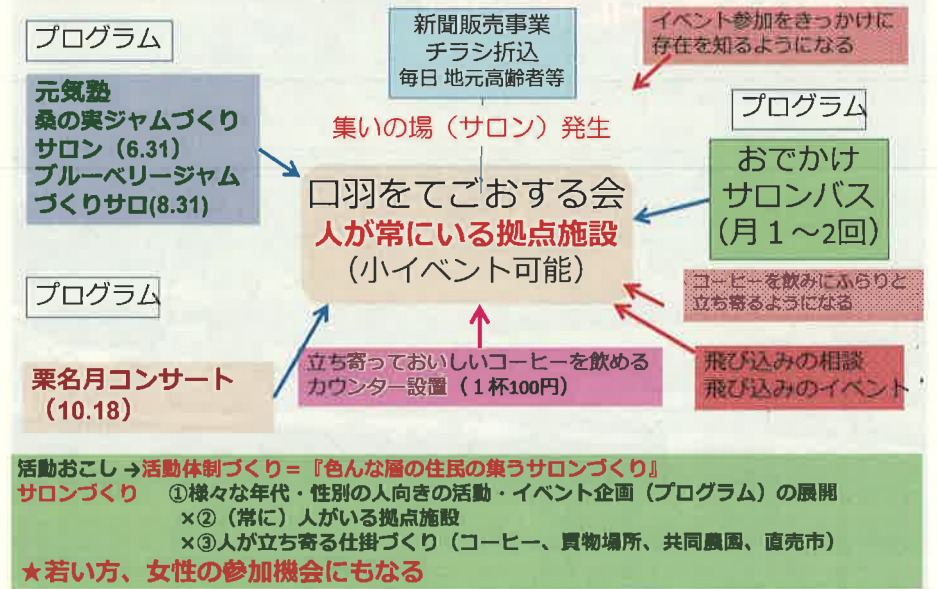 プログラム
元気塾
桑の実ジャムづくり
サロン（6.31）
ブルーベリージャム
づくりサロ(8.31)
新聞販売事業
チラシ折込
毎日 地元高齢者等
イベント参加をきっかけに
存在を知るようになる
集いの場（サロン）発生
プログラム
おでかけ
サロンバス
（月１～2回）
口羽をてごおする会
人が常にいる拠点施設
（小イベント可能）
プログラム
栗名月コンサート
（10.18）
立ち寄っておいしいコーヒーを飲める
カウンター設置（１杯100円）
コーヒーを飲みにふらりと
立ち寄るようになる
飛び込みの相談
飛び込みのイベント
活動おこし→活動体制づくり＝『色んな層の住民の集うサロンづくり』
サロンづくり　①様々な年代・性別の人向きの活動・イベント企画（プログラム）の展開
×②（常に）人がいる拠点施設
×③人が立ち寄る仕掛づくり（コーヒー、買物場所、共同農園、直売市）
★若い方、女性の参加機会にもなる